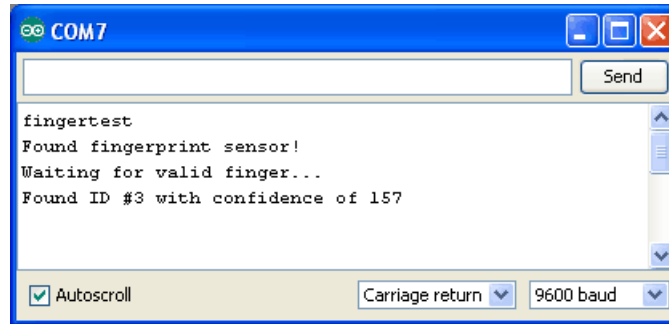 COM7
Send
fingertest
Found fingerprint sensor!
Waiting for valid finger...
Found ID #3 with confidence of 157
Autoscroll
Carriage return
9600 baud